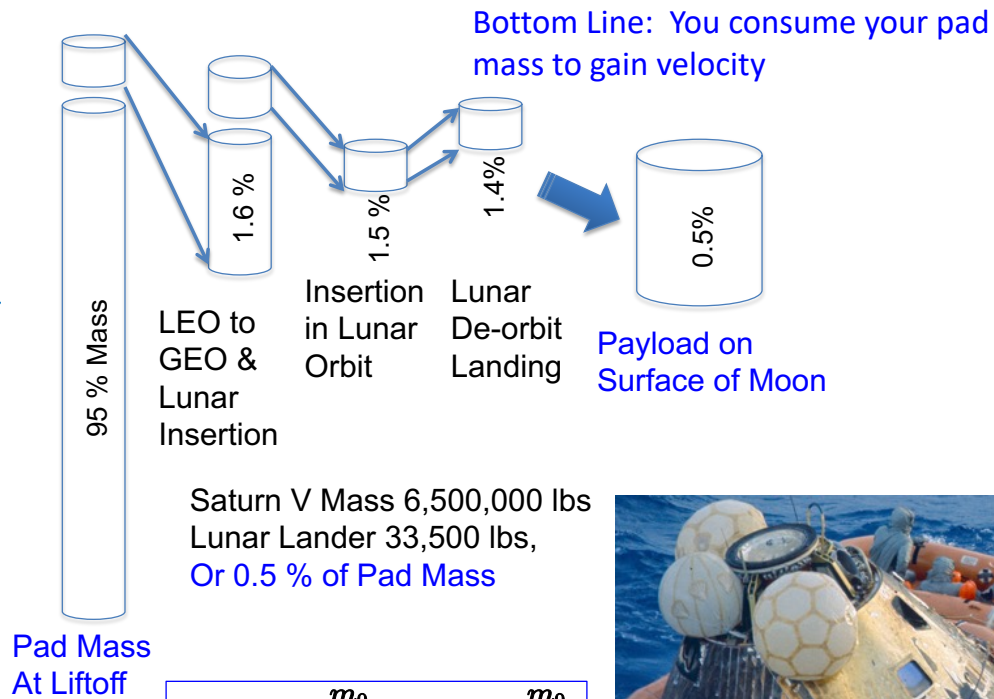 Bottom Line: You consume your pad
mass to gain velocity
95 % Mass
1.6 %
1.5 %
1.4%
0.5%
LEO to
GEO &
Lunar
Insertion
Insertion
in Lunar
Orbit
Lunar
De-orbit
Landing
Payload on
Surface of Moon
Saturn V Mass 6,500,000 lbs
Lunar Lander 33,500 lbs,
Or 0.5 % of Pad Mass
Pad Mass
At Liftoff